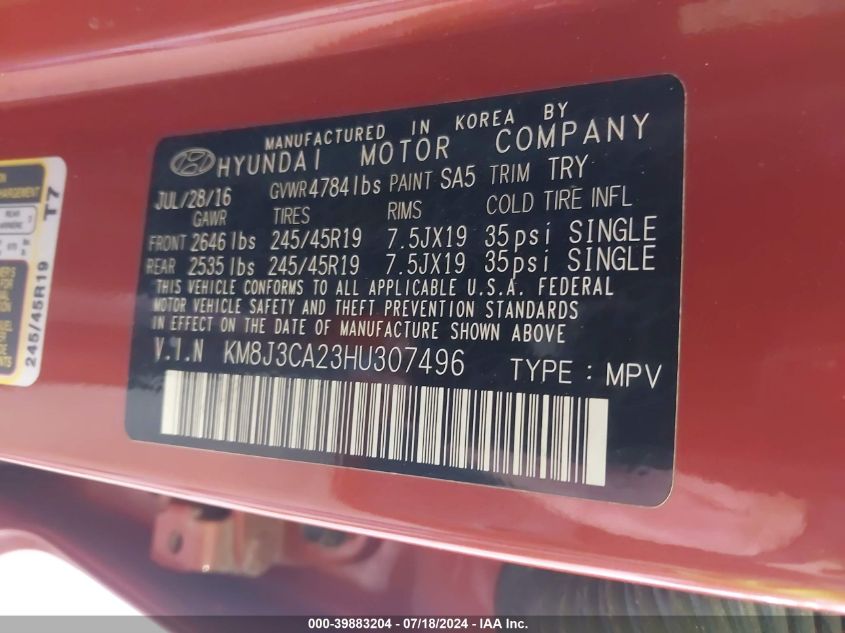 MANUFACTURED IN KOREA BY
HYUNDAI MOTOR COMPANY
JUL/28/16 GVWR 4784 lbs PAINT SA5 TRIM TRY
GAWR TIRES RIMS COLD TIRE INFL
FRONT 2646 lbs 245/45R19 7.5JX19 35psi SINGLE
REAR 2535 lbs 245/45R19 7.5JX19 35psi SINGLE
THIS VEHICLE CONFORMS TO ALL APPLICABLE U.S.A. FEDERAL
MOTOR VEHICLE SAFETY AND THEFT PREVENTION STANDARDS
IN EFFECT ON THE DATE OF MANUFACTURE SHOWN ABOVE
V.I.N KM8J3CA23HU307496 TYPE : MPV
T7
245/45R19
REAR
000-39883204 - 07/18/2024 - IAA Inc.